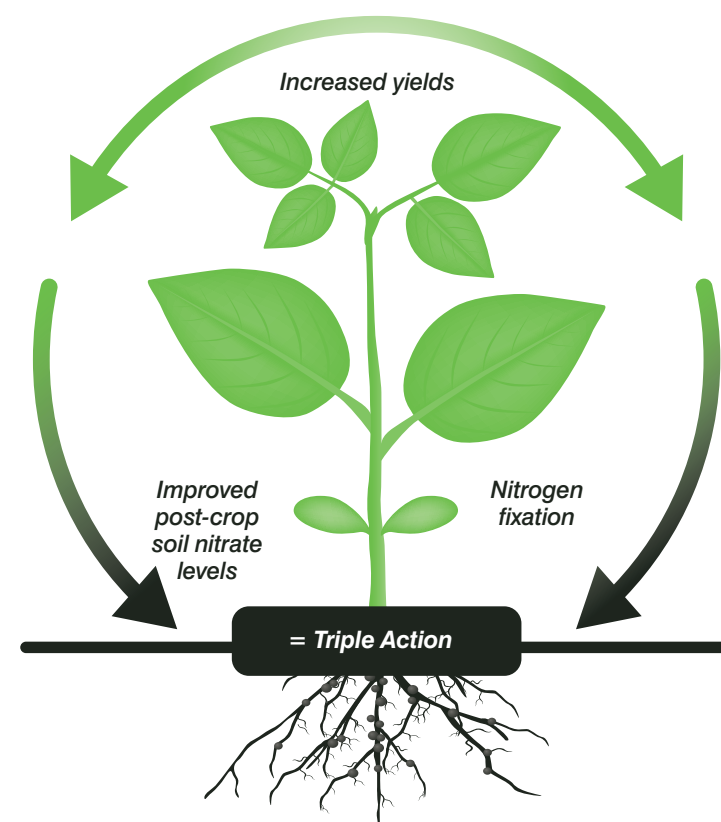 Increased yields
Improved
post-crop
soil nitrate
levels
Nitrogen
fixation
= Triple Action